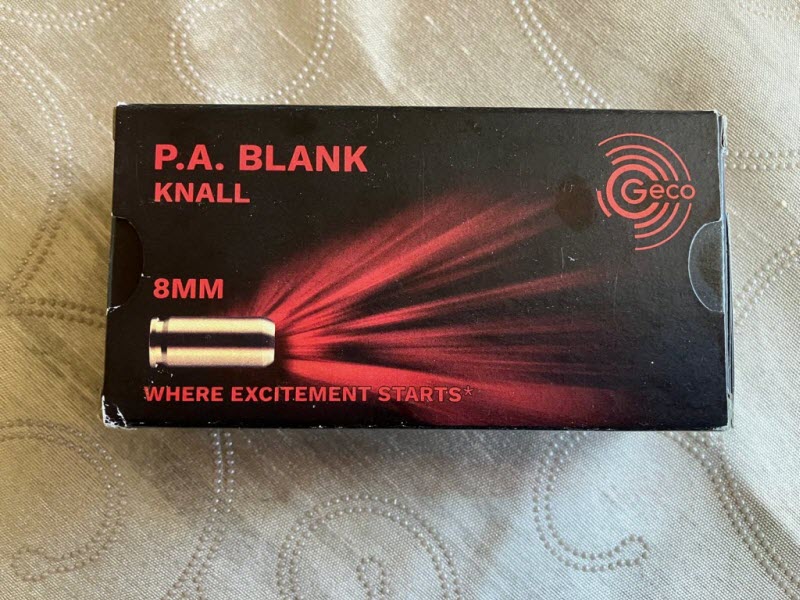 P.A. BLANK
KNALL
Geco
8MM
WHERE EXCITEMENT STARTS*